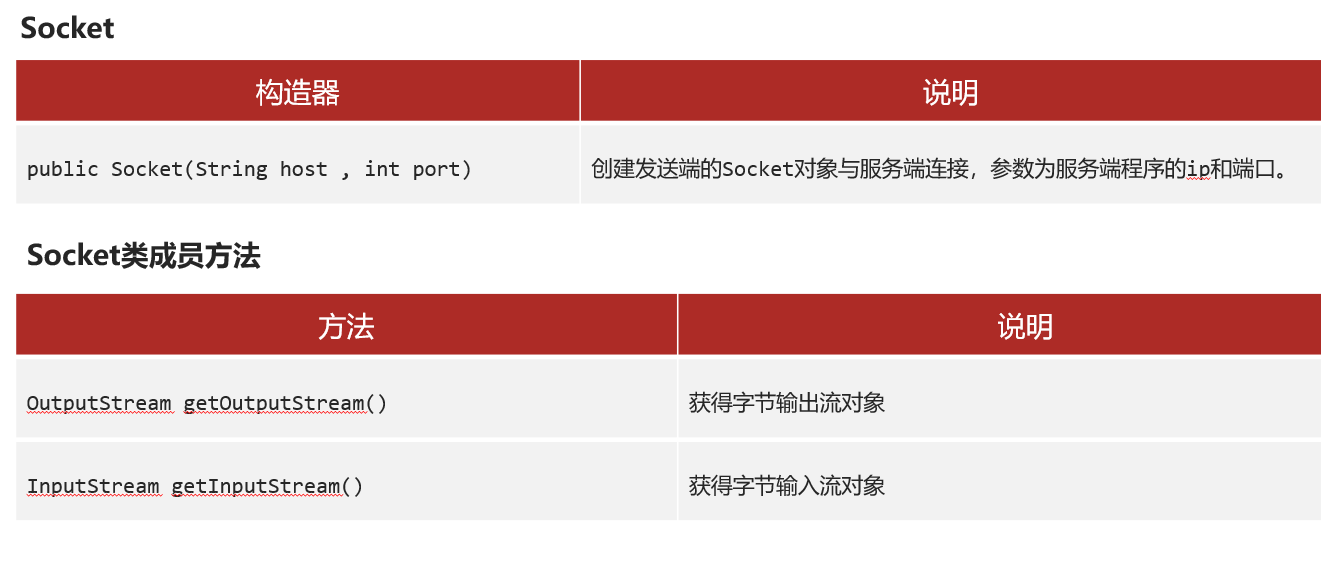 Socket
构造器 说明
public Socket(String host , int port) 创建发送端的Socket对象与服务端连接，参数为服务端程序的ip和端口。
Socket类成员方法
方法 说明
OutputStream getOutputStream() 获得字节输出流对象
InputStream getInputStream() 获得字节输入流对象